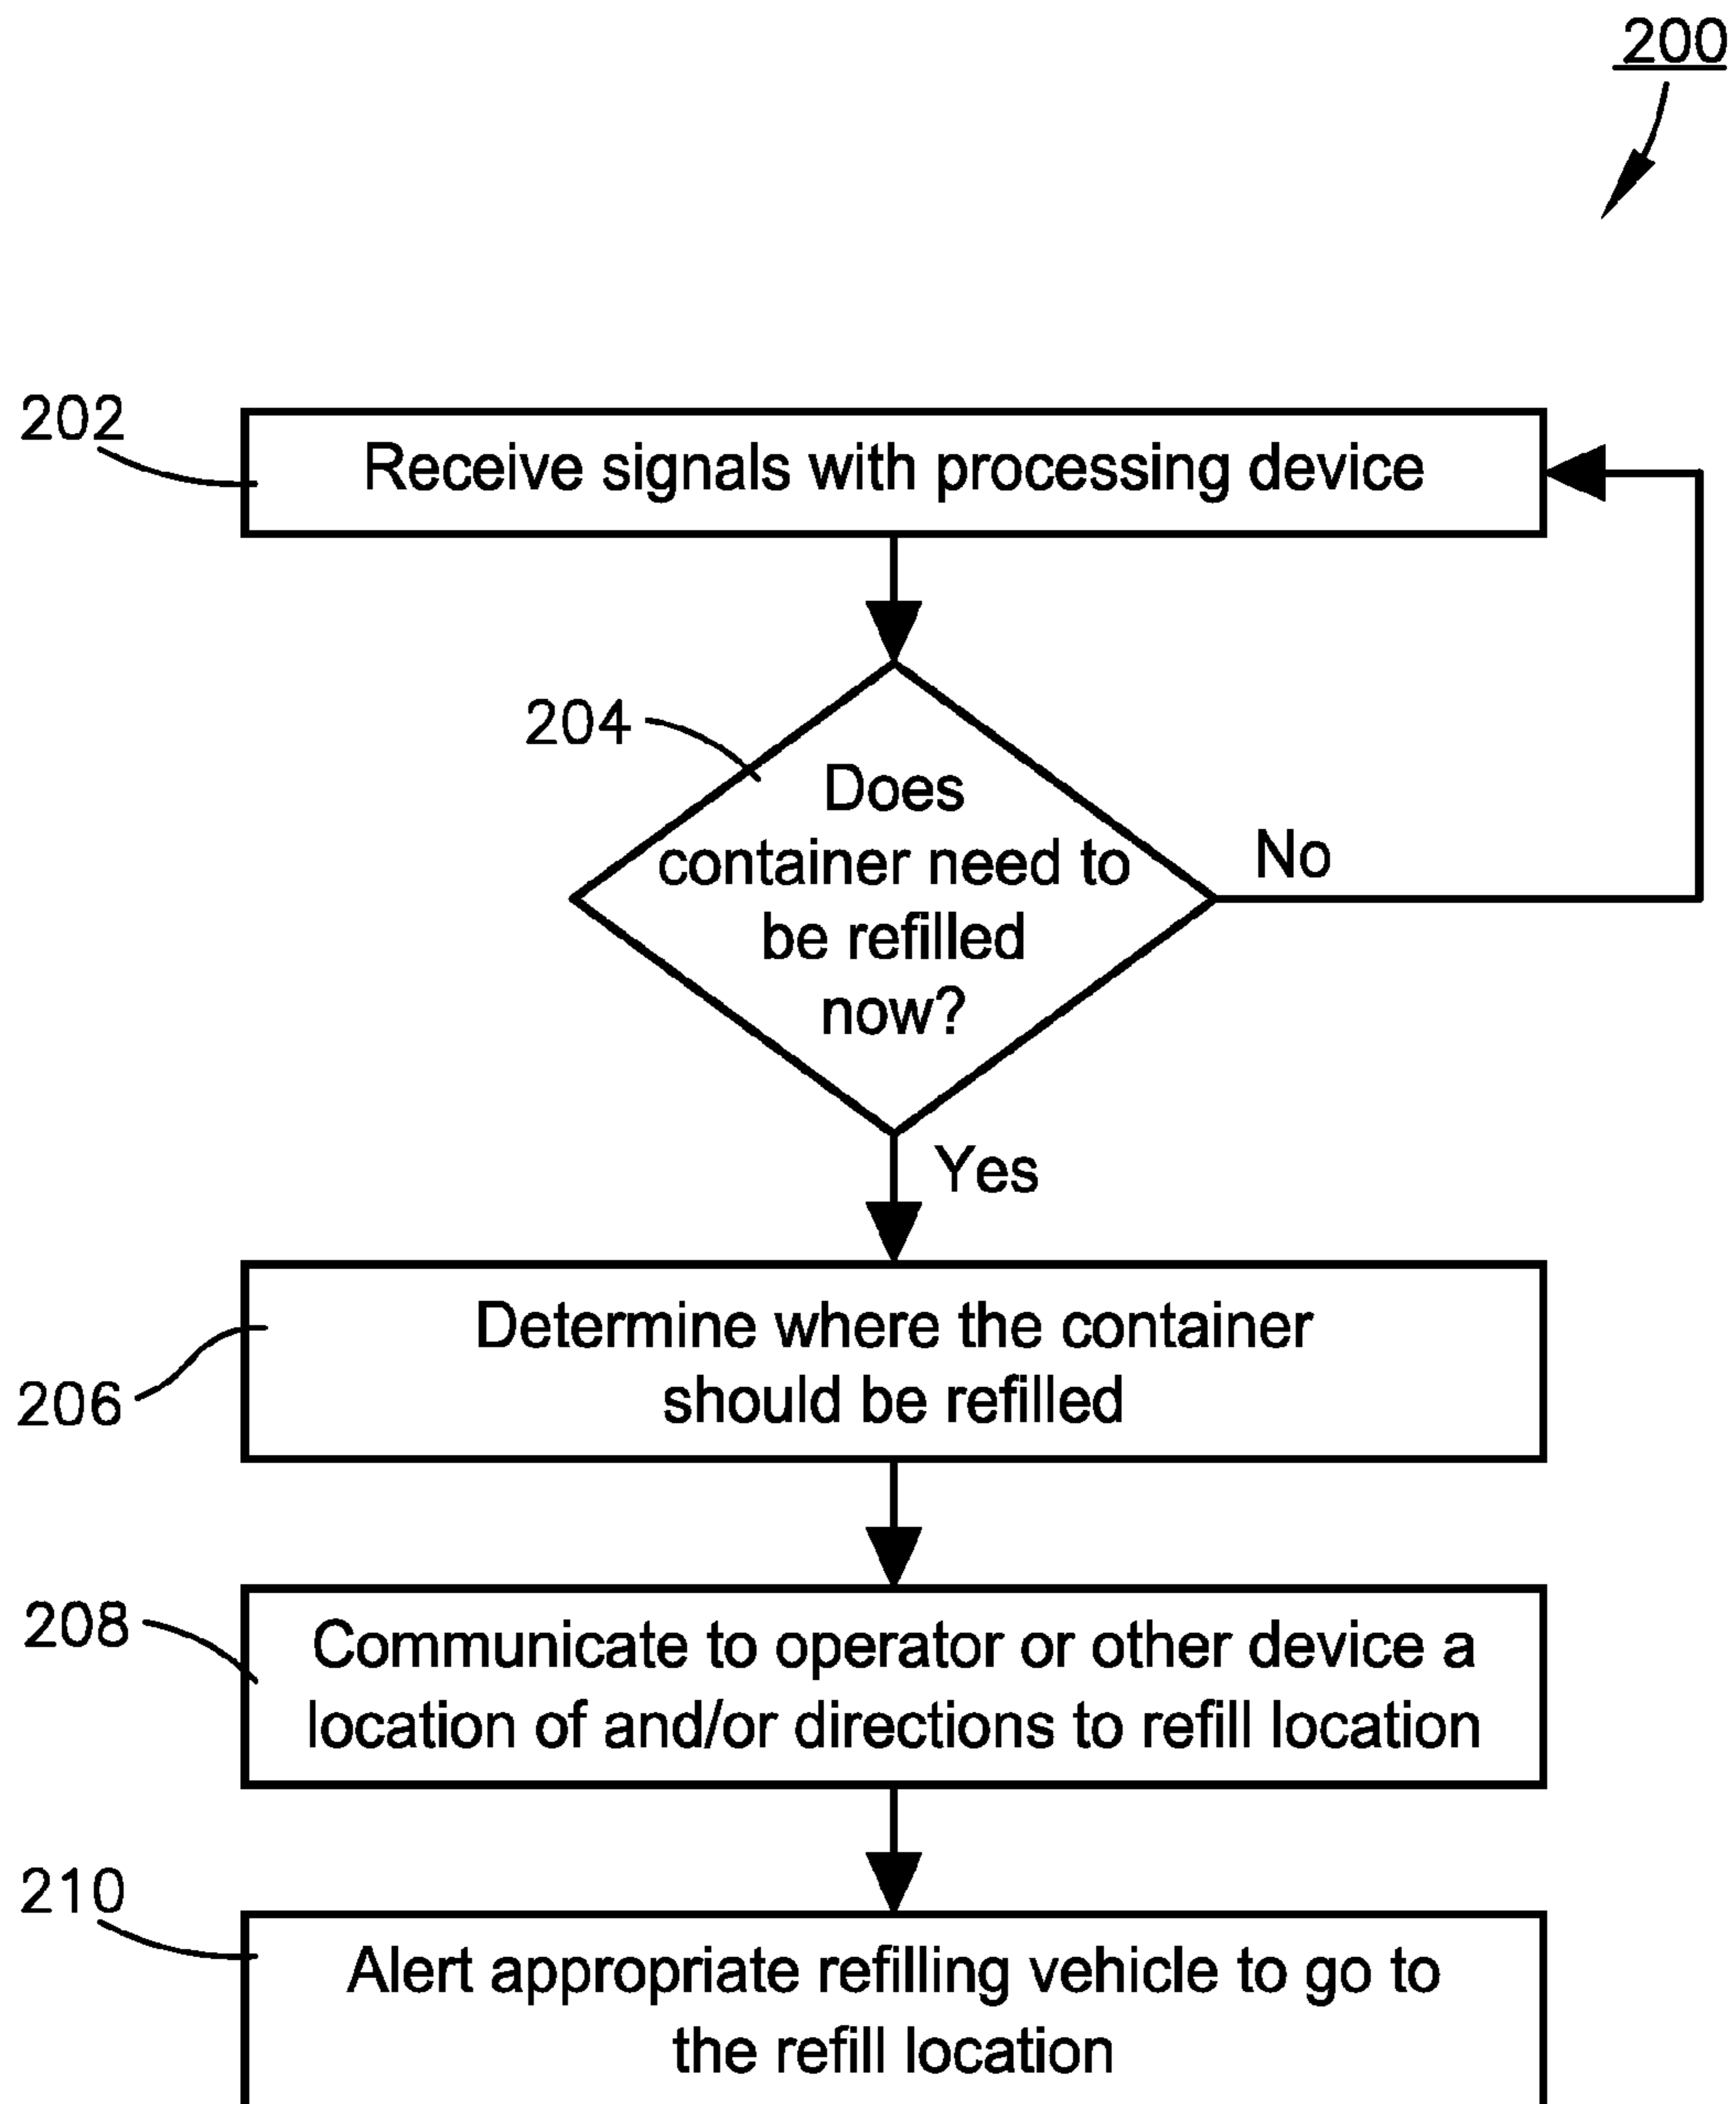 200
202
Receive signals with processing device
204
Does
container need to
be refilled
now?
No
Yes
206
Determine where the container
should be refilled
208
Communicate to operator or other device a
location of and/or directions to refill location
210
Alert appropriate refilling vehicle to go to
the refill location